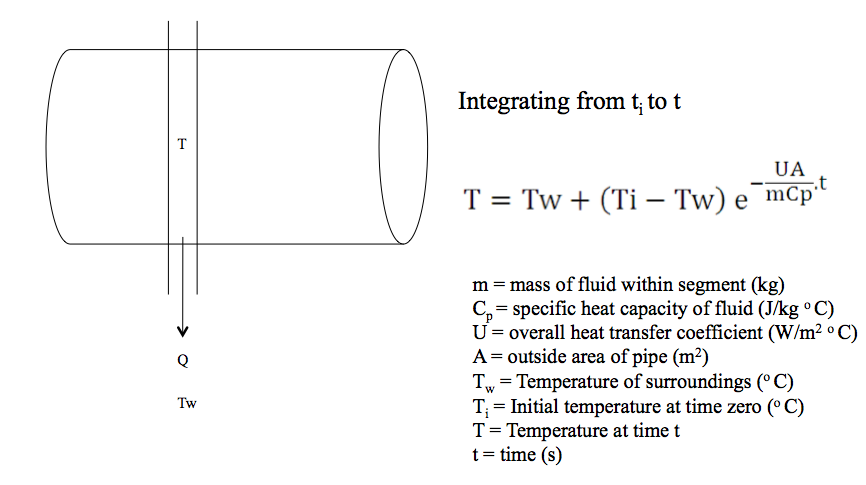 T
Q
Tw
Integrating from tᵢ to t
T = Tw + (Ti − Tw) e^(−UA/mCp·t)
m = mass of fluid within segment (kg)
Cₚ = specific heat capacity of fluid (J/kg °C)
U = overall heat transfer coefficient (W/m² °C)
A = outside area of pipe (m²)
T_w = Temperature of surroundings (°C)
Tᵢ = Initial temperature at time zero (°C)
T = Temperature at time t
t = time (s)